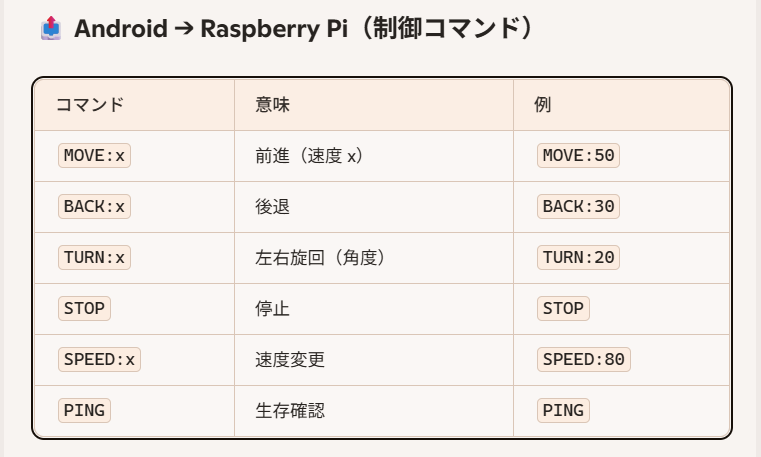 📤 Android → Raspberry Pi（制御コマンド）
コマンド 意味 例
MOVE:x 前進（速度 x） MOVE:50
BACK:x 後退 BACK:30
TURN:x 左右旋回（角度） TURN:20
STOP 停止 STOP
SPEED:x 速度変更 SPEED:80
PING 生存確認 PING